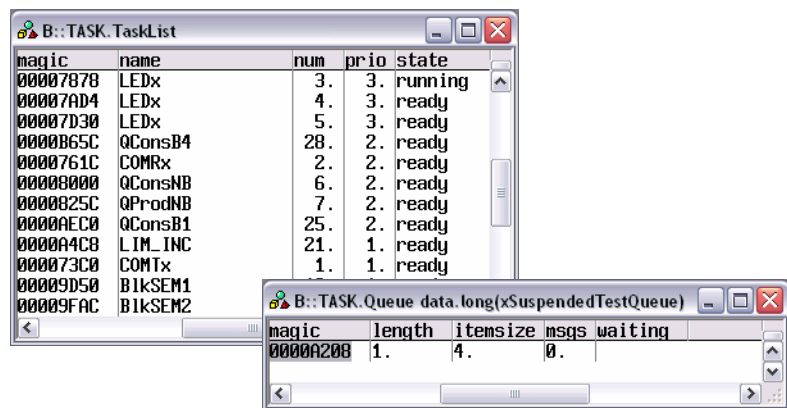 B::TASK.TaskList
magic name num prio state
00007878 LEDx 3. 3. running
00007AD4 LEDx 4. 3. ready
00007D30 LEDx 5. 3. ready
0000B65C QConsB4 28. 2. ready
0000761C COMRx 2. 2. ready
00008000 QConsNB 6. 2. ready
0000825C QProdNB 7. 2. ready
0000AEC0 QConsB1 25. 2. ready
0000A4C8 LIM_INC 21. 1. ready
000073C0 COMTx 1. 1. ready
00009D50 BlkSEM1
00009FAC BlkSEM2
B::TASK.Queue data.long(xSuspendedTestQueue)
magic length itemsize msgs waiting
0000A208 1. 4. 0.